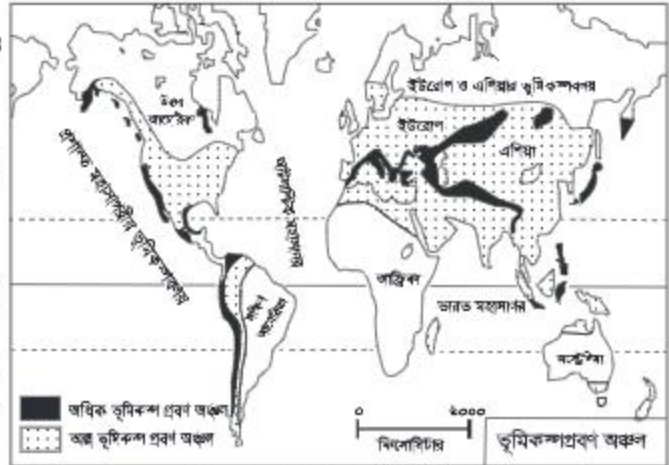 ইউরোপ ও এশিয়ার ভূমিকম্পবলয়
উত্তর
আমেরিকা
ইউরোপ
এশিয়া
প্রশান্ত মহাসাগরীয় ভূমিকম্পবলয়
আটলান্টিক মহাসাগর
আফ্রিকা
ভারত মহাসাগর
দক্ষিণ
আমেরিকা
অস্ট্রেলিয়া
অধিক ভূমিকম্প প্রবণ অঞ্চল
অল্প ভূমিকম্প প্রবণ অঞ্চল
0 2000
কিলোমিটার
ভূমিকম্পপ্রবণ অঞ্চল